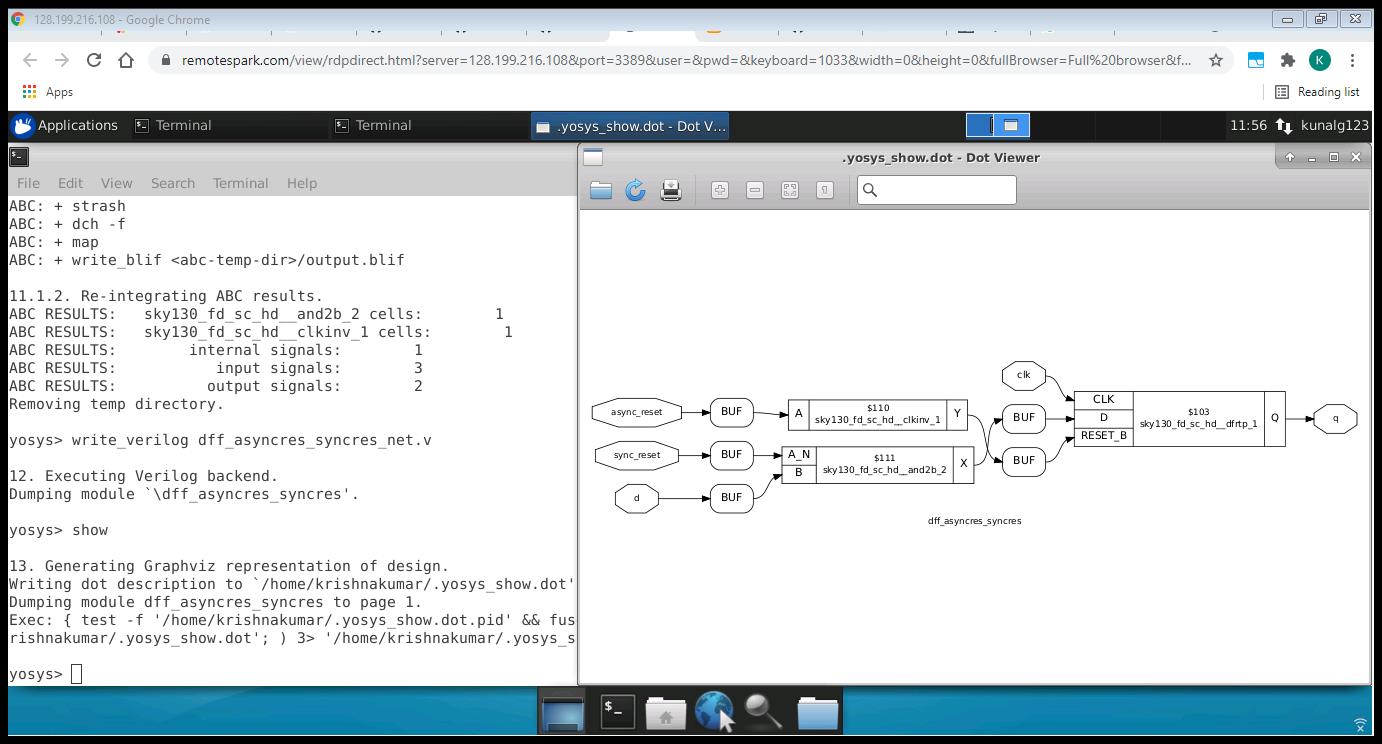 128.199.216.108 - Google Chrome
remotespark.com/view/rdpdirect.html?server=128.199.216.108&port=3389&user=&pwd=&keyboard=1033&width=0&height=0&fullBrowser=Full%20browser&f...
K
Apps
Reading list
Applications
Terminal
Terminal
.yosys_show.dot - Dot V...
11:56
kunalg123
File Edit View Search Terminal Help
ABC: + strash
ABC: + dch -f
ABC: + map
ABC: + write_blif <abc-temp-dir>/output.blif
11.1.2. Re-integrating ABC results.
ABC RESULTS:   sky130_fd_sc_hd__and2b_2 cells:        1
ABC RESULTS:   sky130_fd_sc_hd__clkinv_1 cells:        1
ABC RESULTS:        internal signals:        1
ABC RESULTS:           input signals:        3
ABC RESULTS:          output signals:        2
Removing temp directory.
yosys> write_verilog dff_asyncres_syncres_net.v
12. Executing Verilog backend.
Dumping module `\dff_asyncres_syncres'.
yosys> show
13. Generating Graphviz representation of design.
Writing dot description to `/home/krishnakumar/.yosys_show.dot'
Dumping module dff_asyncres_syncres to page 1.
Exec: { test -f '/home/krishnakumar/.yosys_show.dot.pid' && fus
rishnakumar/.yosys_show.dot'; ) 3> '/home/krishnakumar/.yosys_s
yosys>
.yosys_show.dot - Dot Viewer
clk
async_reset
BUF
A
$110
sky130_fd_sc_hd__clkinv_1
Y
BUF
CLK
D
RESET_B
$103
sky130_fd_sc_hd__dfrtp_1
Q
q
sync_reset
BUF
A_N
B
$111
sky130_fd_sc_hd__and2b_2
X
BUF
d
BUF
dff_asyncres_syncres